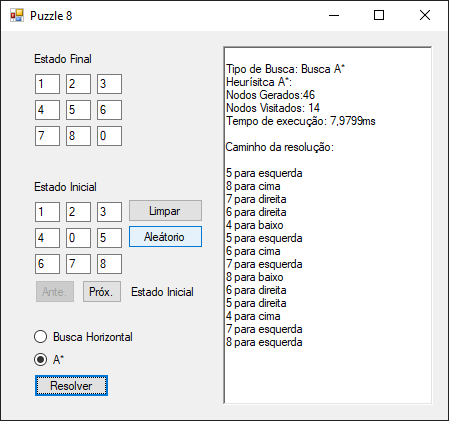 Puzzle 8
Estado Final
1 2 3
4 5 6
7 8 0
Estado Inicial
1 2 3
4 0 5
6 7 8
Limpar
Aleátorio
Ante.
Próx.
Estado Inicial
Busca Horizontal
A*
Resolver
Tipo de Busca: Busca A*
Heurísitca A*:
Nodos Gerados:46
Nodos Visitados: 14
Tempo de execução: 7,9799ms
Caminho da resolução:
5 para esquerda
8 para cima
7 para direita
6 para direita
4 para baixo
5 para esquerda
6 para cima
7 para esquerda
8 para baixo
6 para direita
5 para direita
4 para cima
7 para esquerda
8 para esquerda